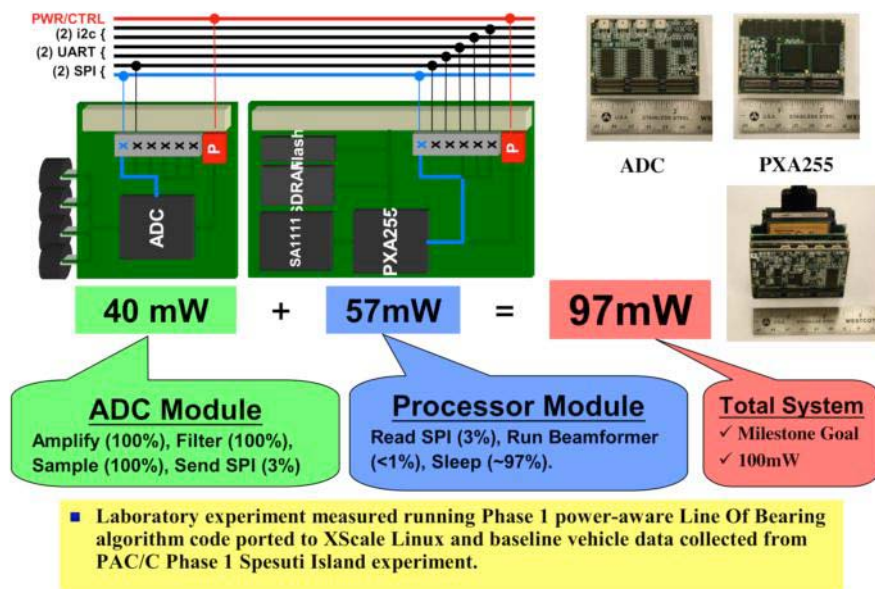 PWR/CTRL
(2) i2c {
(2) UART {
(2) SPI {
X X X X X X P
ADC
X X X X X X P
Flash
SDRAM
SA1111
PXA255
ADC
PXA255
40 mW + 57mW = 97mW
ADC Module
Amplify (100%), Filter (100%),
Sample (100%), Send SPI (3%)
Processor Module
Read SPI (3%), Run Beamformer
(<1%), Sleep (~97%).
Total System
✓ Milestone Goal
✓ 100mW
■ Laboratory experiment measured running Phase 1 power-aware Line Of Bearing
algorithm code ported to XScale Linux and baseline vehicle data collected from
PAC/C Phase 1 Spesuti Island experiment.